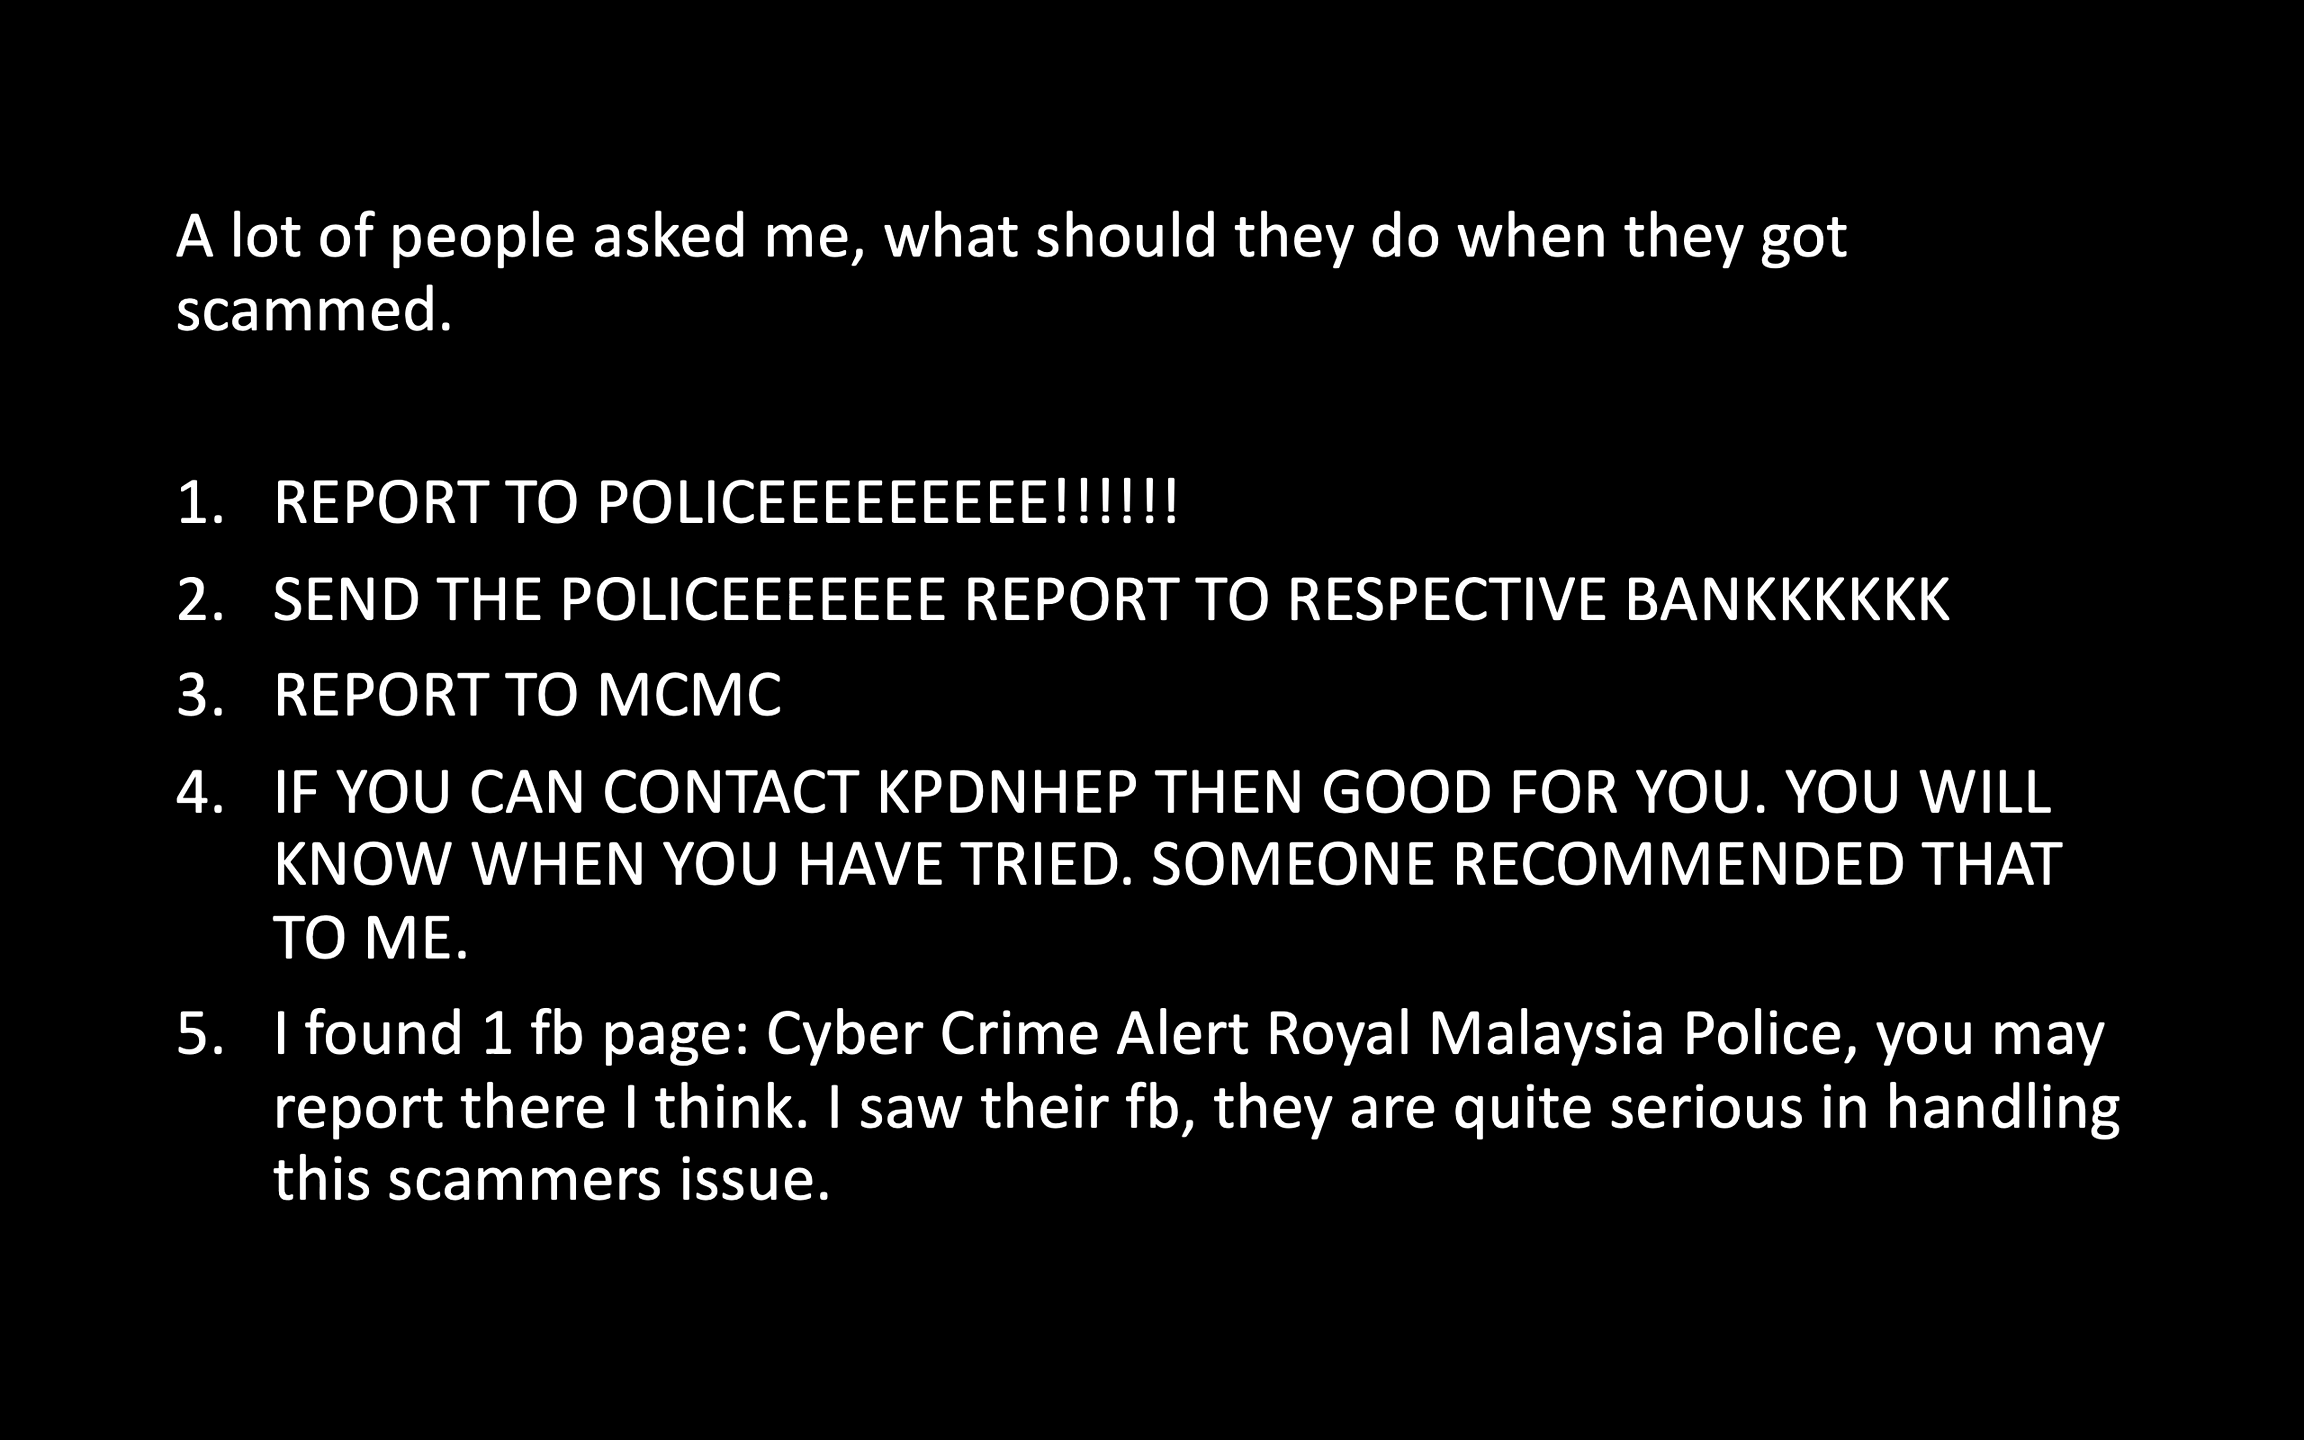 A lot of people asked me, what should they do when they got
scammed.
1. REPORT TO POLICEEEEEEEEE!!!!!!
2. SEND THE POLICEEEEEEE REPORT TO RESPECTIVE BANKKKKKK
3. REPORT TO MCMC
4. IF YOU CAN CONTACT KPDNHEP THEN GOOD FOR YOU. YOU WILL
KNOW WHEN YOU HAVE TRIED. SOMEONE RECOMMENDED THAT
TO ME.
5. I found 1 fb page: Cyber Crime Alert Royal Malaysia Police, you may
report there I think. I saw their fb, they are quite serious in handling
this scammers issue.